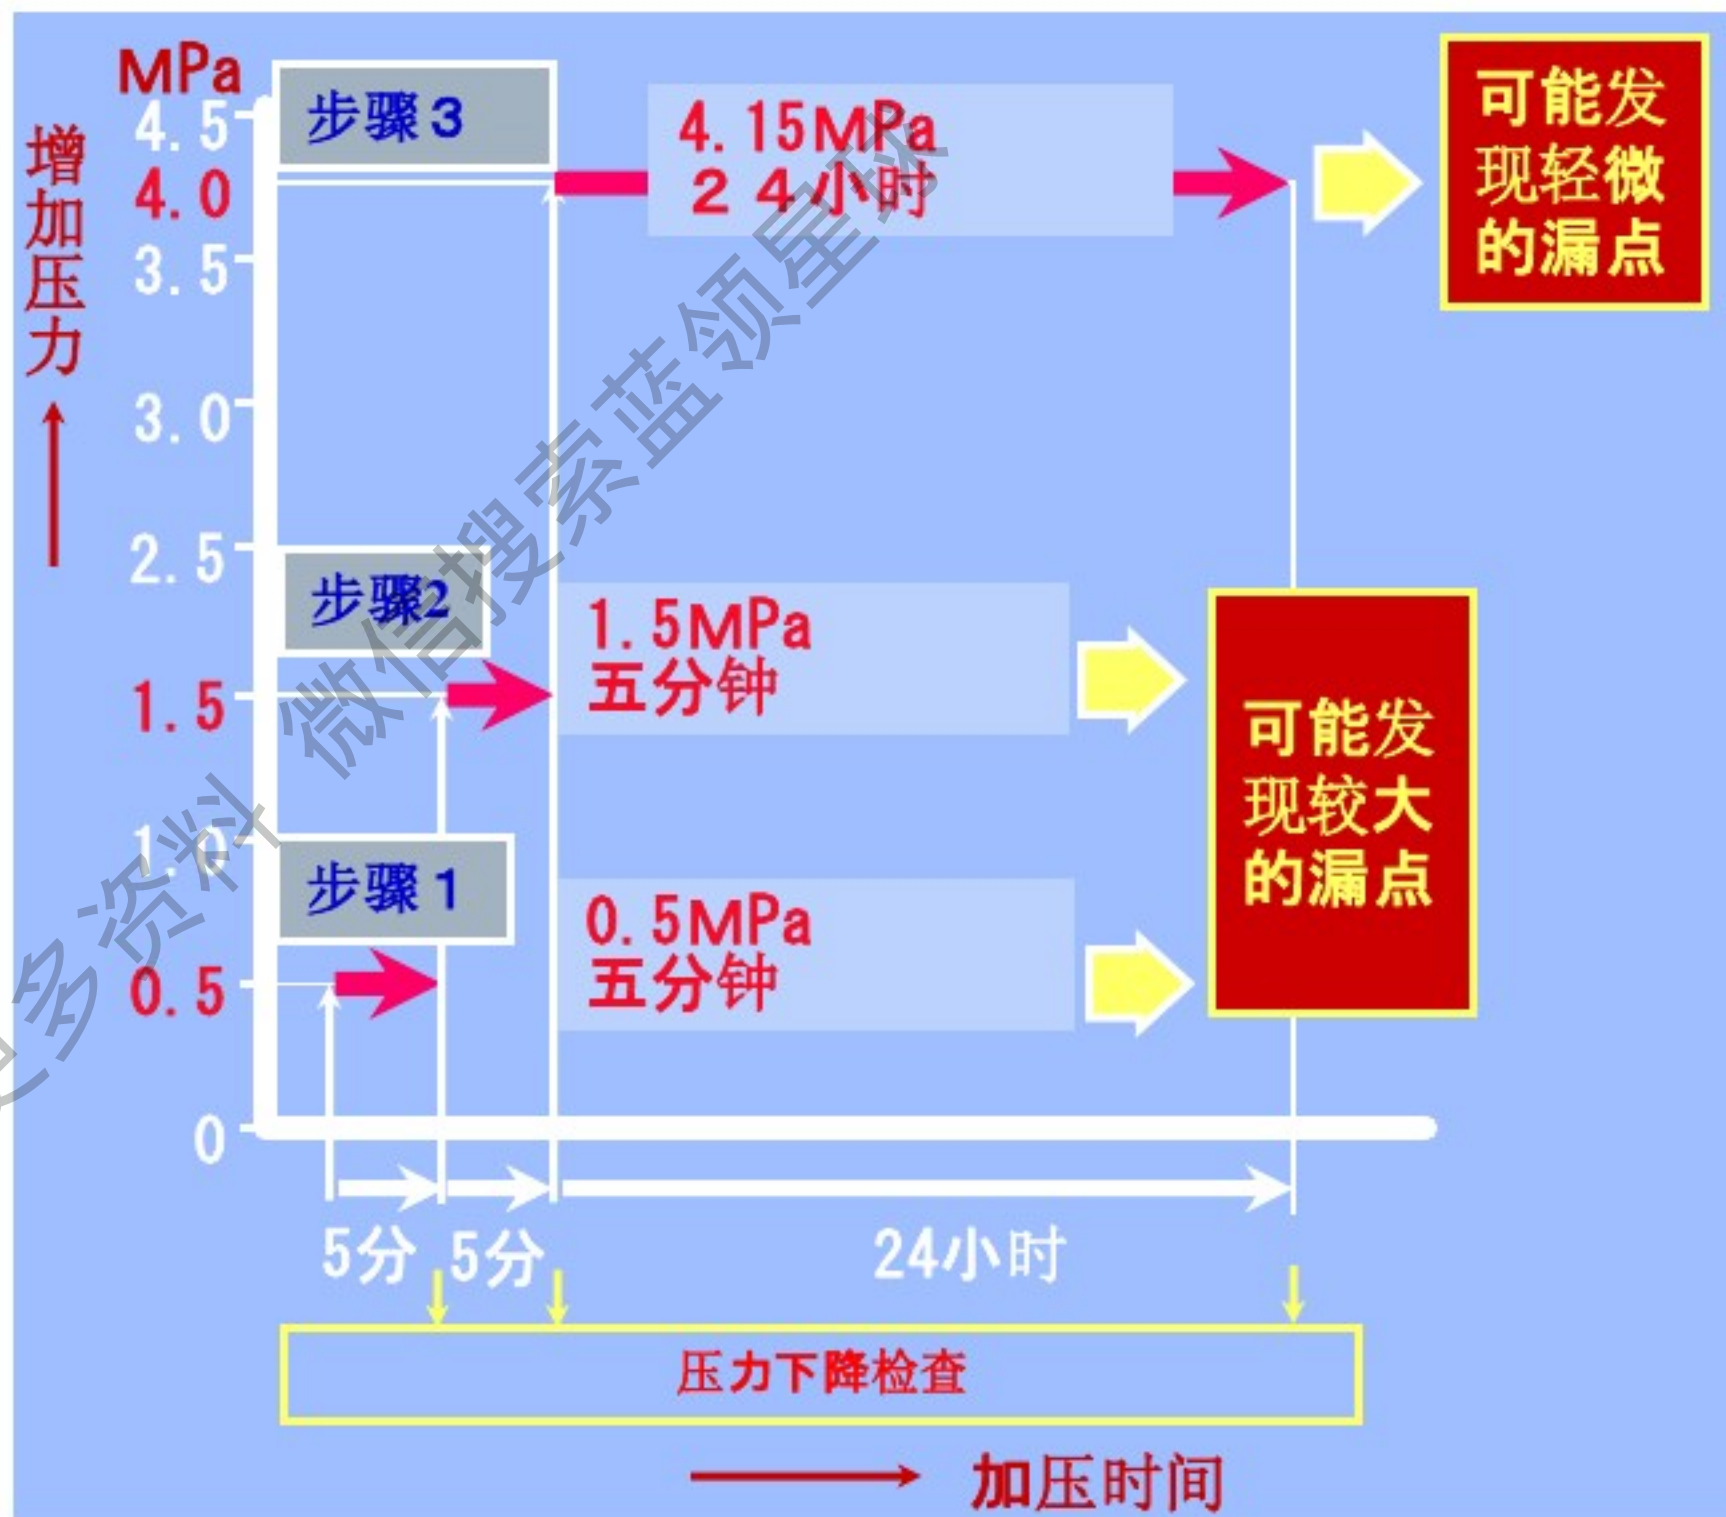 MPa
增加压力
4.5
4.0
3.5
3.0
2.5
1.5
1.0
0.5
0
步骤3
4.15MPa
24小时
可能发
现轻微
的漏点
步骤2
1.5MPa
五分钟
步骤1
0.5MPa
五分钟
可能发
现较大
的漏点
5分
5分
24小时
压力下降检查
加压时间
更多资料 微信搜索蓝领星球